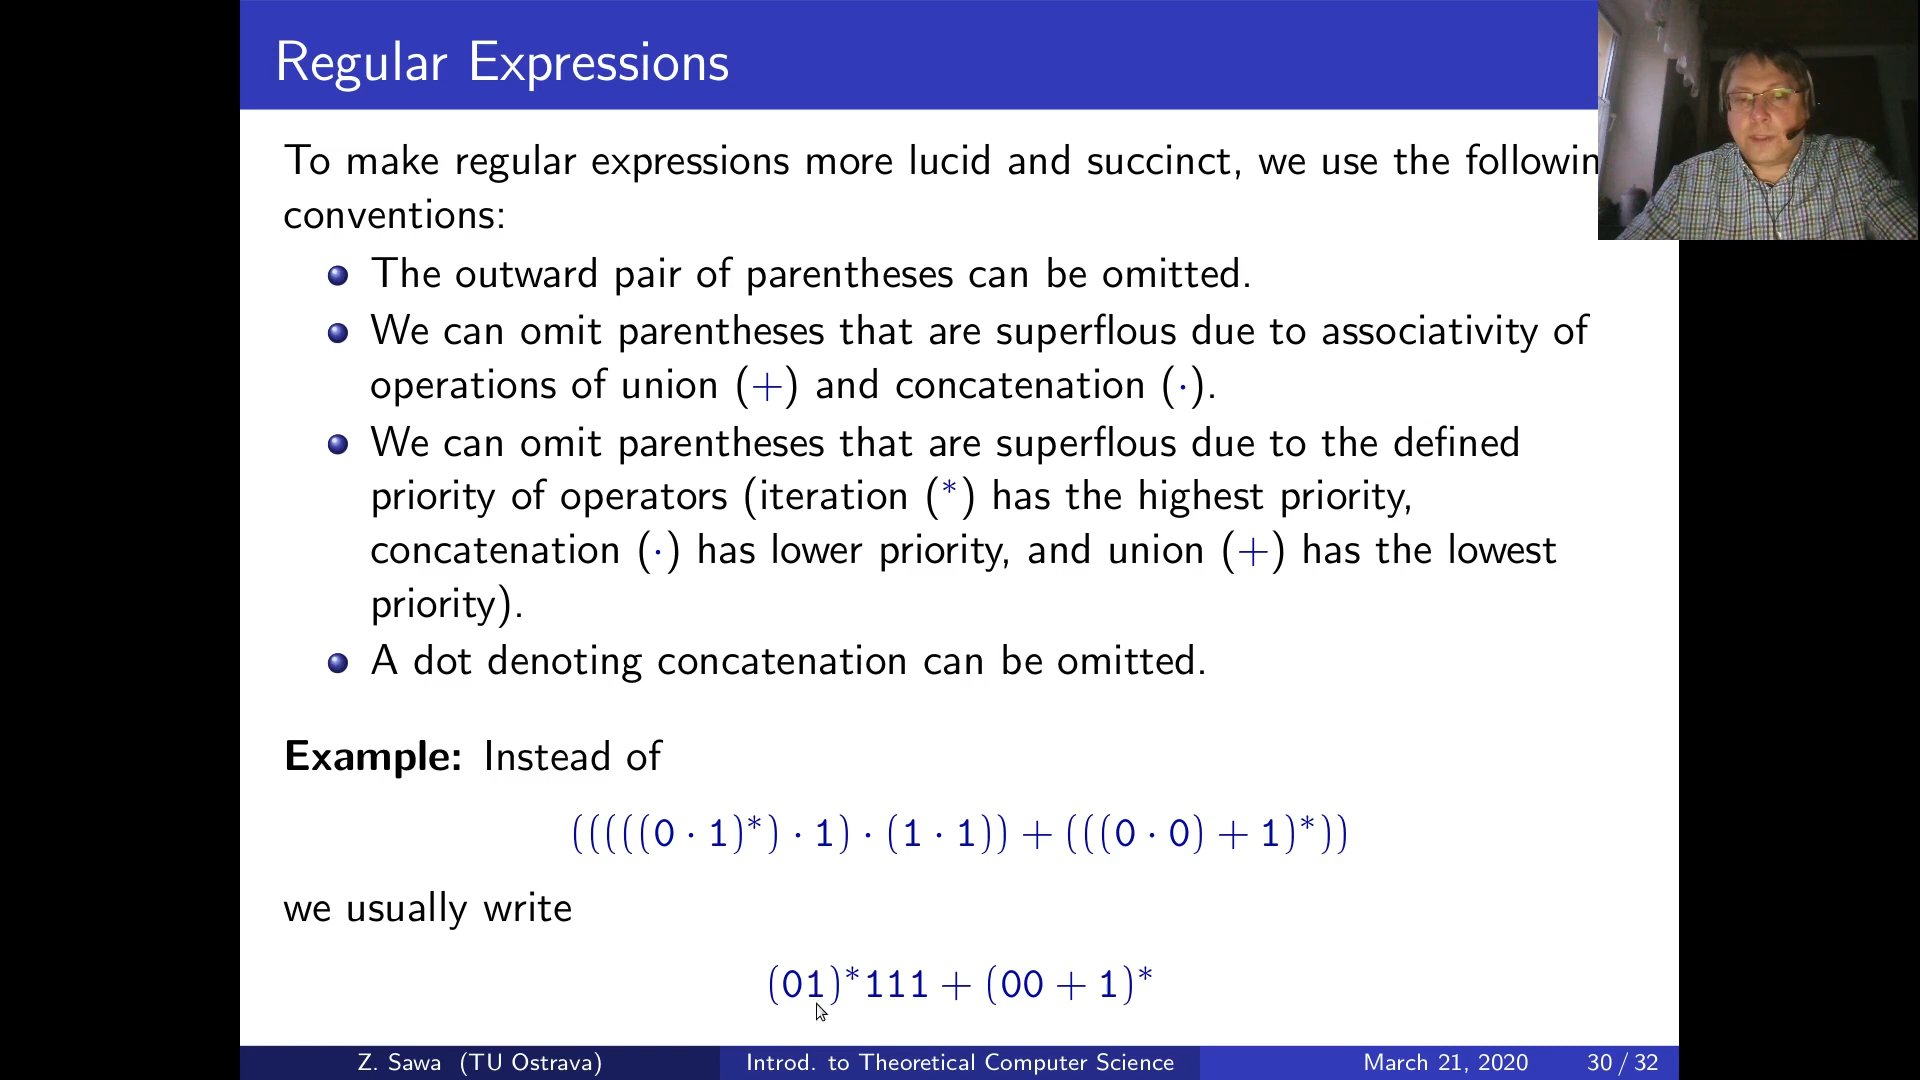 Regular Expressions
To make regular expressions more lucid and succinct, we use the followin
conventions:
The outward pair of parentheses can be omitted.
We can omit parentheses that are superflous due to associativity of
operations of union (+) and concatenation (·).
We can omit parentheses that are superflous due to the defined
priority of operators (iteration (*) has the highest priority,
concatenation (·) has lower priority, and union (+) has the lowest
priority).
A dot denoting concatenation can be omitted.
Example: Instead of
(((((0 · 1)*) · 1) · (1 · 1)) + (((0 · 0) + 1)*))
we usually write
(01)*111 + (00 + 1)*
Z. Sawa (TU Ostrava) Introd. to Theoretical Computer Science March 21, 2020 30 / 32